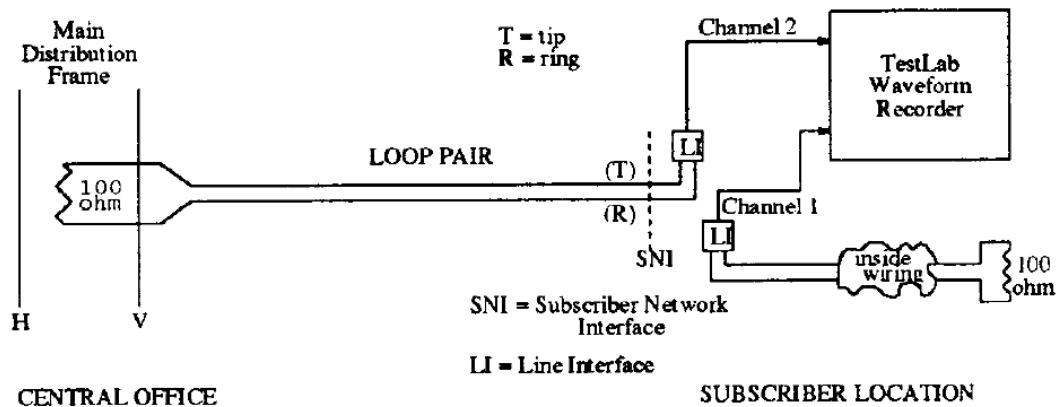 Main
Distribution
Frame
T = tip
R = ring
Channel 2
TestLab
Waveform
Recorder
LI
LOOP PAIR
(T)
100
ohm
(R)
Channel 1
LI
SNI
inside
wiring
100
ohm
H
V
SNI = Subscriber Network
Interface
LI = Line Interface
CENTRAL OFFICE
SUBSCRIBER LOCATION